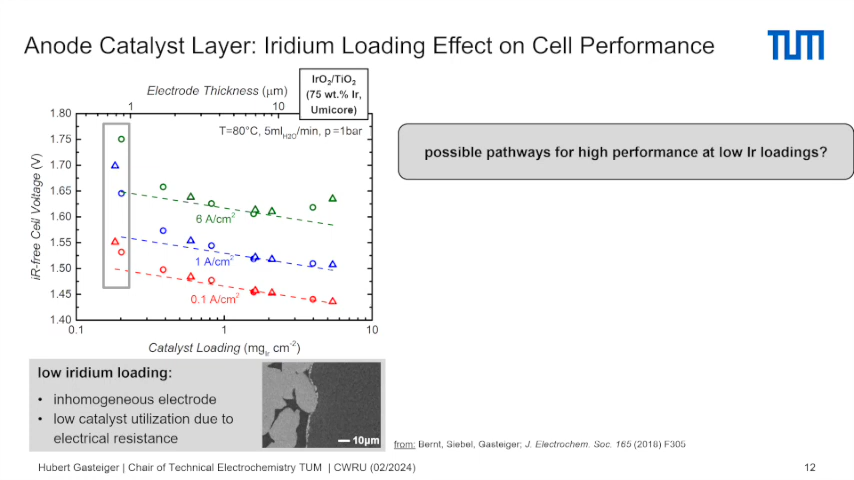 Anode Catalyst Layer: Iridium Loading Effect on Cell Performance
TUM
Electrode Thickness (μm)
1
10
IrO2/TiO2
(75 wt.% Ir,
Umicore)
T=80°C, 5mlH2O/min, p =1bar
1.80
1.75
1.70
1.65
1.60
1.55
1.50
1.45
1.40
iR-free Cell Voltage (V)
6 A/cm²
1 A/cm²
0.1 A/cm²
0.1
1
10
Catalyst Loading (mgIr cm⁻²)
possible pathways for high performance at low Ir loadings?
low iridium loading:
• inhomogeneous electrode
• low catalyst utilization due to
electrical resistance
10μm
from: Bernt, Siebel, Gasteiger; J. Electrochem. Soc. 165 (2018) F305
Hubert Gasteiger | Chair of Technical Electrochemistry TUM | CWRU (02/2024)
12